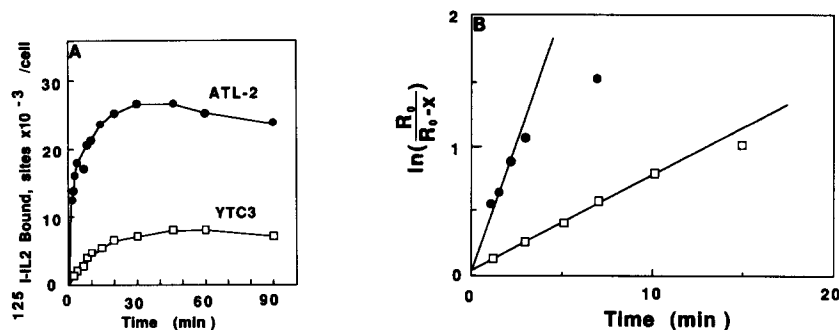 A
125 I-IL2 Bound, sites x10⁻³ /cell
30
20
10
0
ATL-2
YTC3
0 30 60 90
Time (min)
B
ln(R₀/R₀-x)
2
1
0
0 10 20
Time (min)